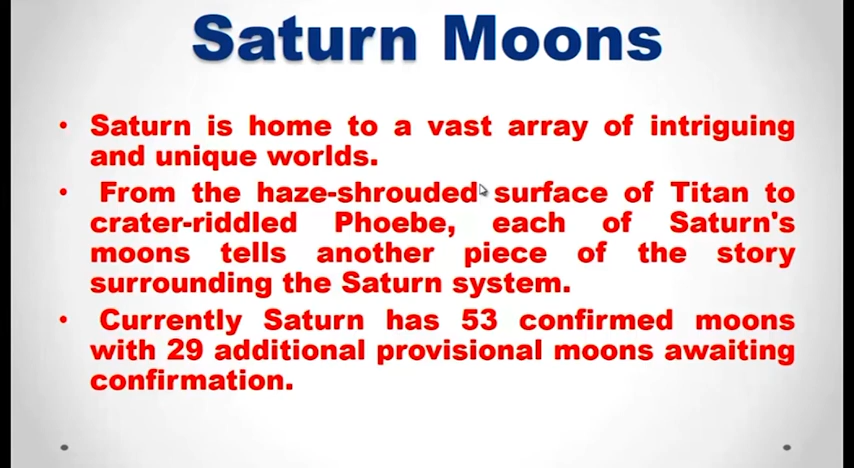 Saturn Moons
• Saturn is home to a vast array of intriguing
and unique worlds.
• From the haze-shrouded surface of Titan to
crater-riddled Phoebe, each of Saturn's
moons tells another piece of the story
surrounding the Saturn system.
• Currently Saturn has 53 confirmed moons
with 29 additional provisional moons awaiting
confirmation.